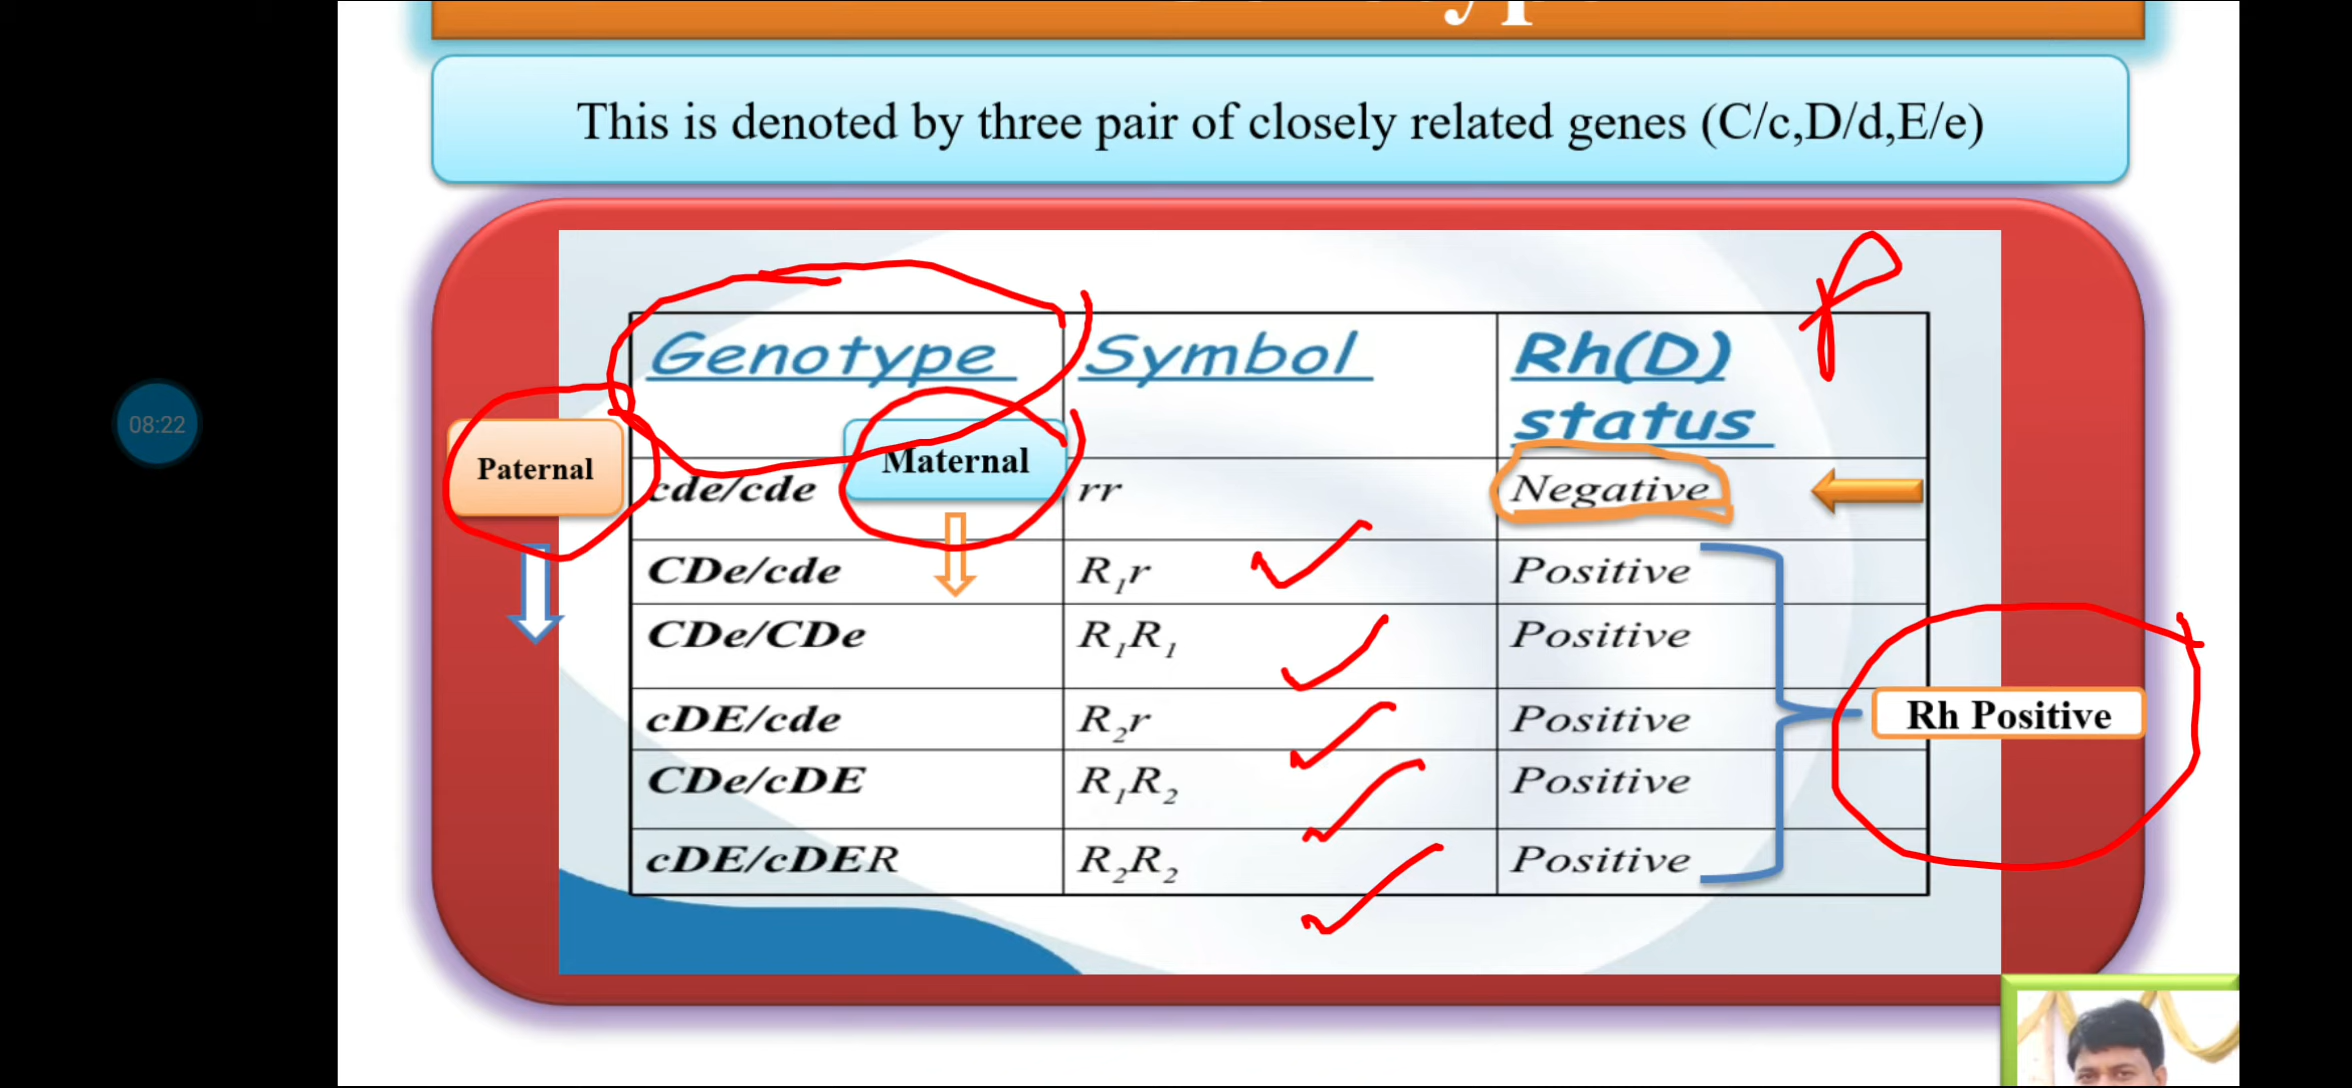 This is denoted by three pair of closely related genes (C/c,D/d,E/e)
Genotype Symbol Rh(D) status
Paternal
Maternal
cde/cde rr Negative
CDe/cde R₁r Positive
CDe/CDe R₁R₁ Positive
cDE/cde R₂r Positive
CDe/cDE R₁R₂ Positive
cDE/cDER R₂R₂ Positive
Rh Positive
08:22